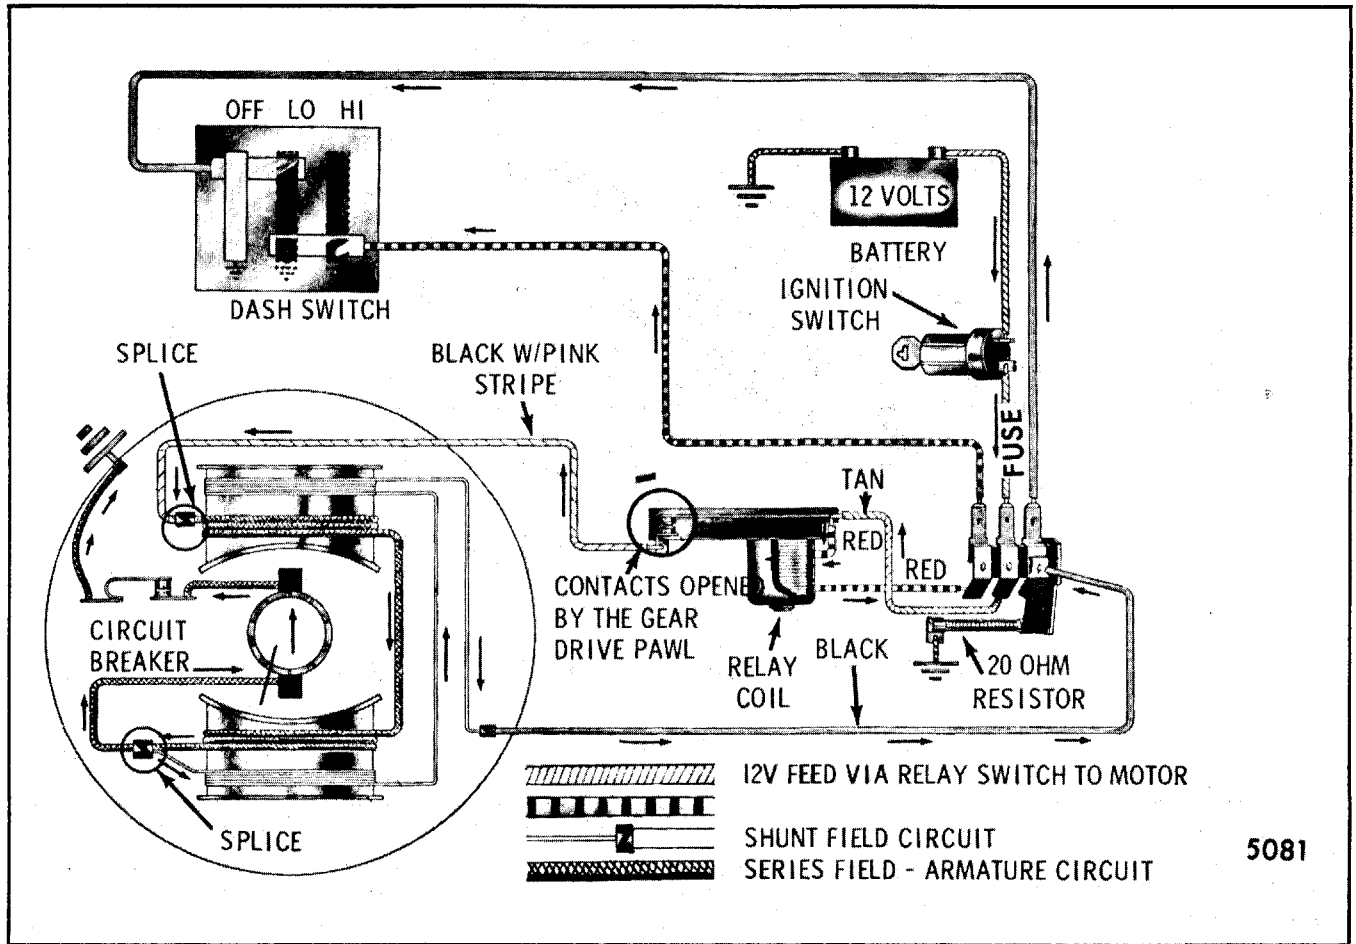 OFF LO HI
DASH SWITCH
12 VOLTS
BATTERY
IGNITION
SWITCH
FUSE
SPLICE
BLACK W/PINK
STRIPE
TAN
RED
RED
CONTACTS OPENED
BY THE GEAR
DRIVE PAWL
RELAY
COIL
BLACK
20 OHM
RESISTOR
CIRCUIT
BREAKER
SPLICE
12V FEED VIA RELAY SWITCH TO MOTOR
SHUNT FIELD CIRCUIT
SERIES FIELD - ARMATURE CIRCUIT
5081